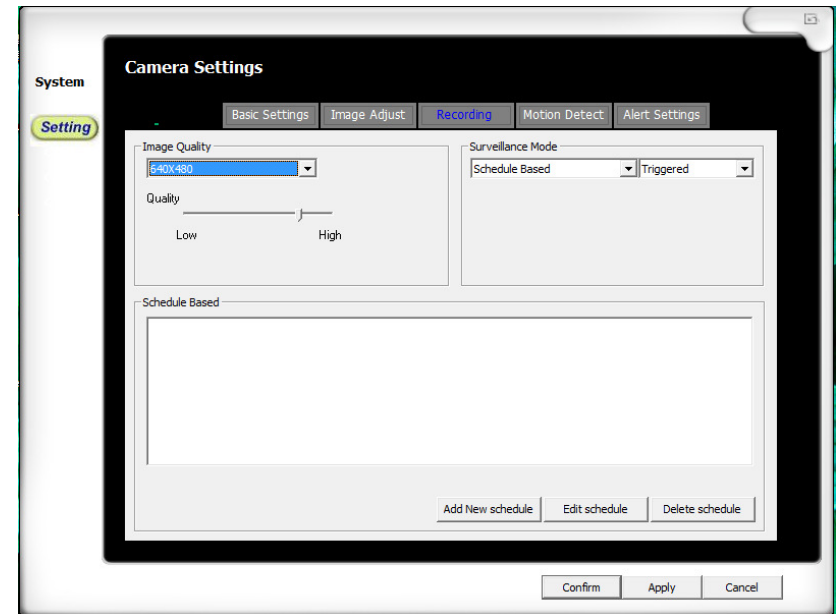 Camera Settings
System
Setting
Basic Settings Image Adjust Recording Motion Detect Alert Settings
Image Quality
640X480
Quality
Low High
Surveillance Mode
Schedule Based Triggered
Schedule Based
Add New schedule Edit schedule Delete schedule
Confirm Apply Cancel